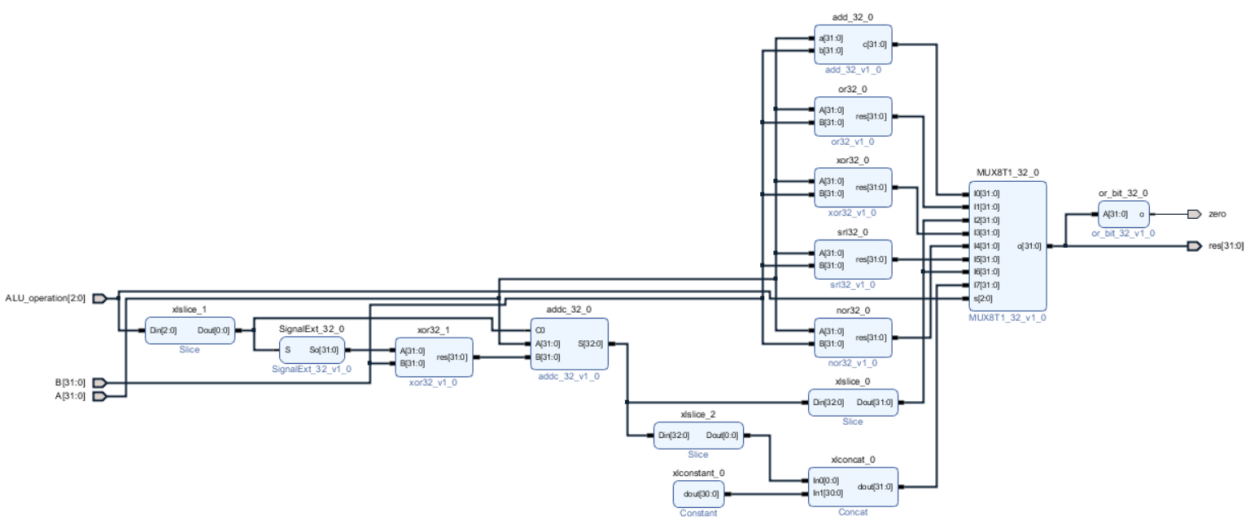 add_32_0
a[31:0]
b[31:0]
c[31:0]
add_32_v1_0
or32_0
A[31:0]
B[31:0]
res[31:0]
or32_v1_0
xor32_0
A[31:0]
B[31:0]
res[31:0]
xor32_v1_0
srl32_0
A[31:0]
B[31:0]
res[31:0]
srl32_v1_0
nor32_0
A[31:0]
B[31:0]
res[31:0]
nor32_v1_0
MUX8T1_32_0
I0[31:0]
I1[31:0]
I2[31:0]
I3[31:0]
I4[31:0]
I5[31:0]
I6[31:0]
I7[31:0]
s[2:0]
o[31:0]
MUX8T1_32_v1_0
or_bit_32_0
A[31:0]
o
or_bit_32_v1_0
zero
res[31:0]
ALU_operation[2:0]
B[31:0]
A[31:0]
xlslice_1
Din[2:0]
Dout[0:0]
Slice
SignalExt_32_0
S
So[31:0]
SignalExt_32_v1_0
xor32_1
A[31:0]
B[31:0]
res[31:0]
xor32_v1_0
addc_32_0
C0
A[31:0]
B[31:0]
S[32:0]
addc_32_v1_0
xlslice_0
Din[32:0]
Dout[31:0]
Slice
xlslice_2
Din[32:0]
Dout[0:0]
Slice
xlconstant_0
dout[30:0]
Constant
xlconcat_0
In0[0:0]
In1[30:0]
dout[31:0]
Concat